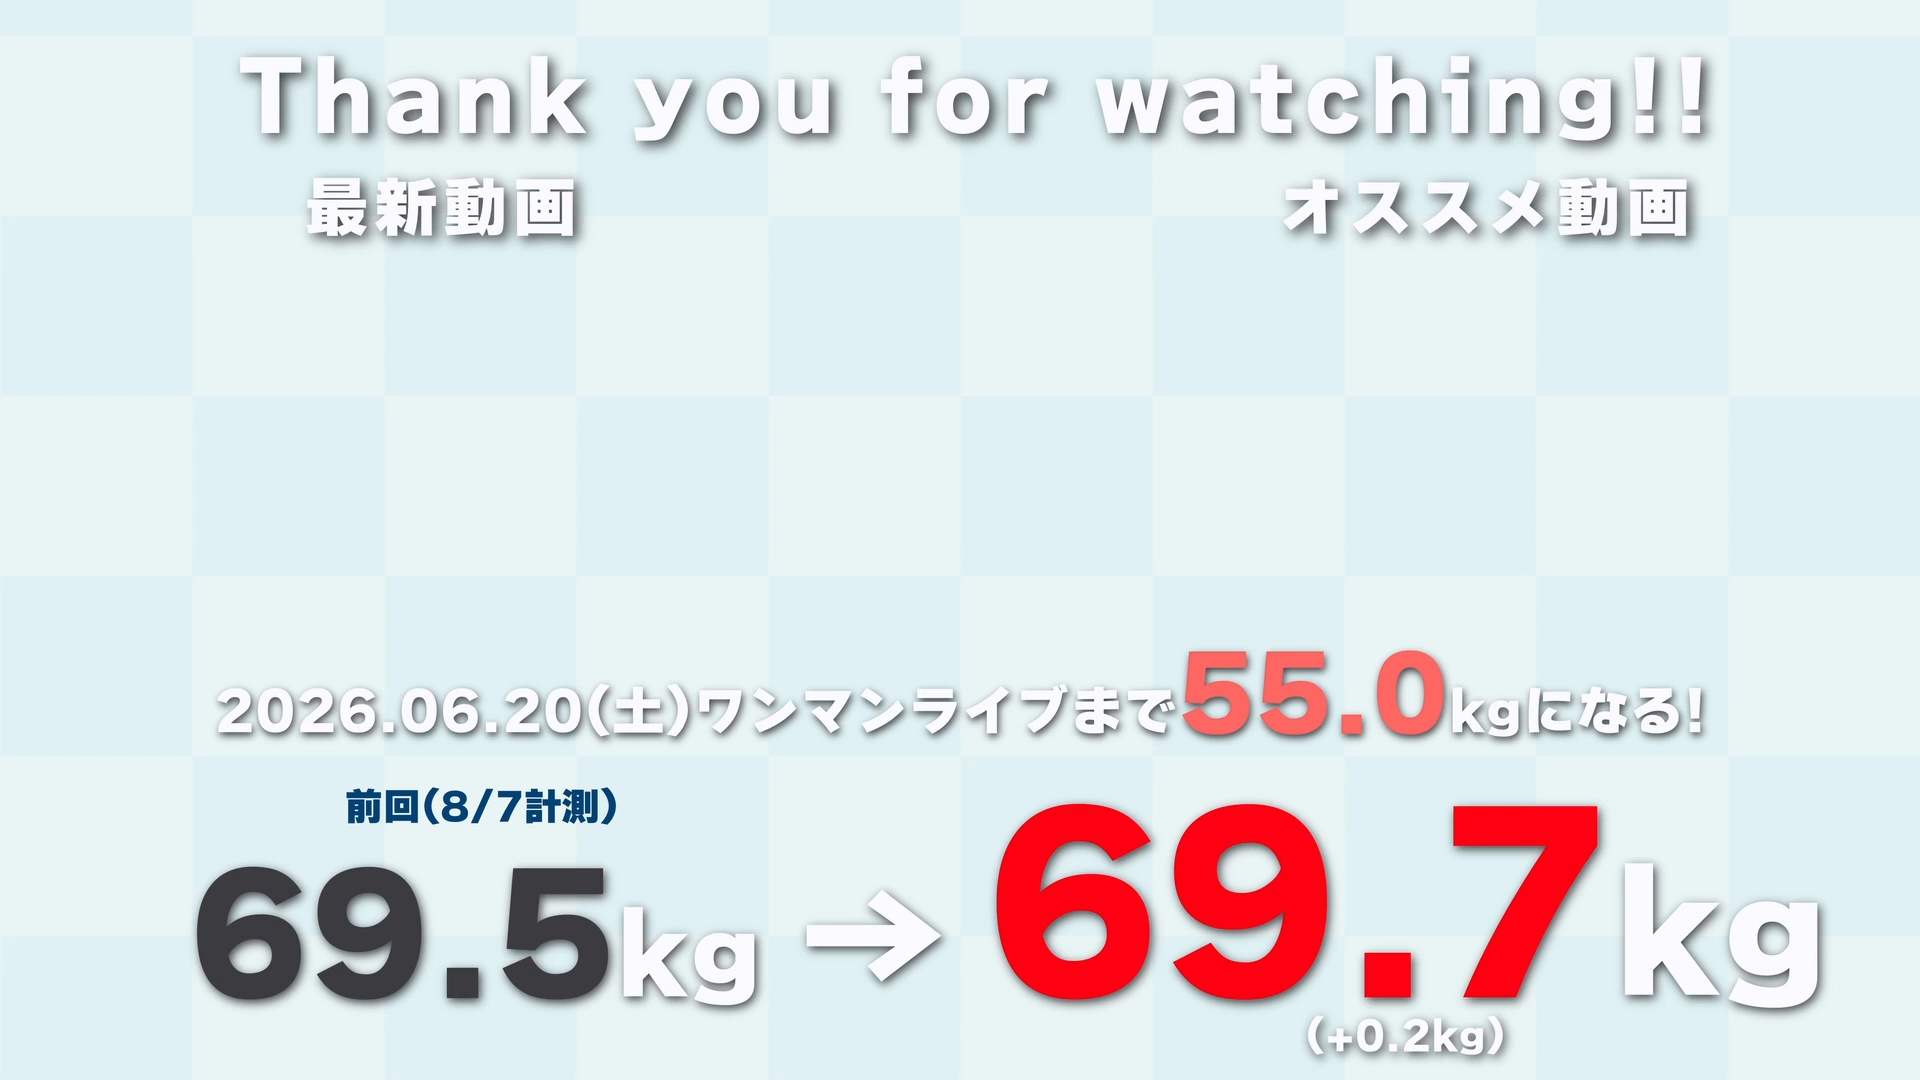 Thank you for watching!!
最新動画
オススメ動画
2026.06.20(土)ワンマンライブまで55.0kgになる!
前回(8/7計測)
69.5kg→69.7kg
(+0.2kg)